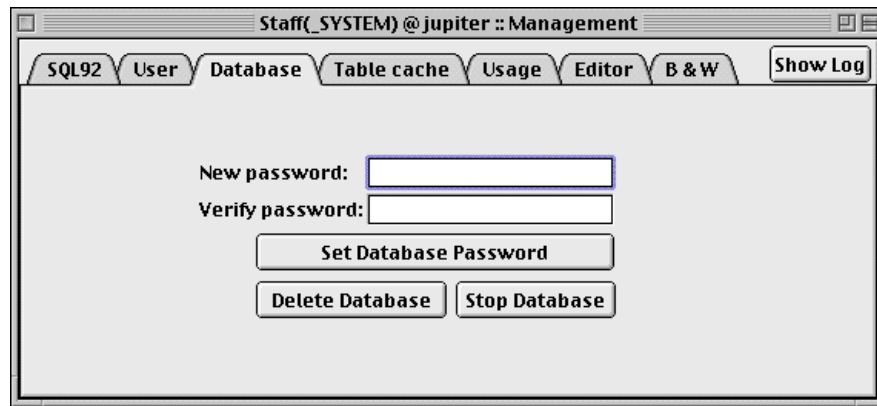 Staff(_SYSTEM) @ jupiter :: Management
SQL92 User Database Table cache Usage Editor B & W Show Log
New password:
Verify password:
Set Database Password
Delete Database Stop Database